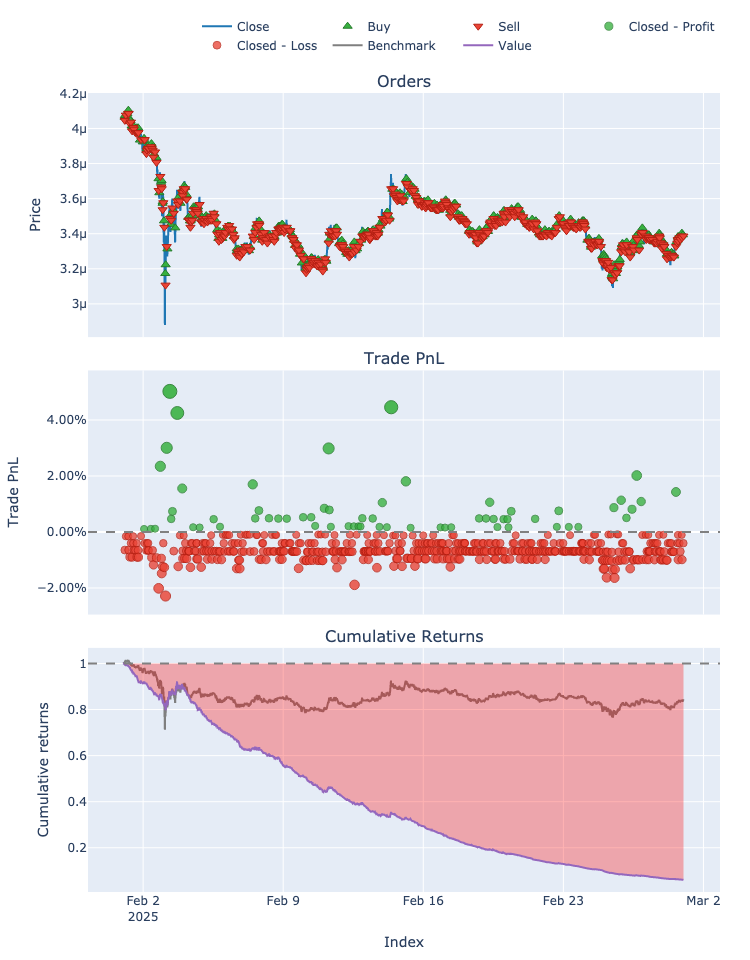 Close Buy Sell Closed - Profit
Closed - Loss Benchmark Value
Orders
4.2μ
4μ
3.8μ
3.6μ
3.4μ
3.2μ
3μ
Price
Trade PnL
4.00%
2.00%
0.00%
−2.00%
Trade PnL
Cumulative Returns
1
0.8
0.6
0.4
0.2
Cumulative returns
Feb 2 Feb 9 Feb 16 Feb 23 Mar 2
2025
Index